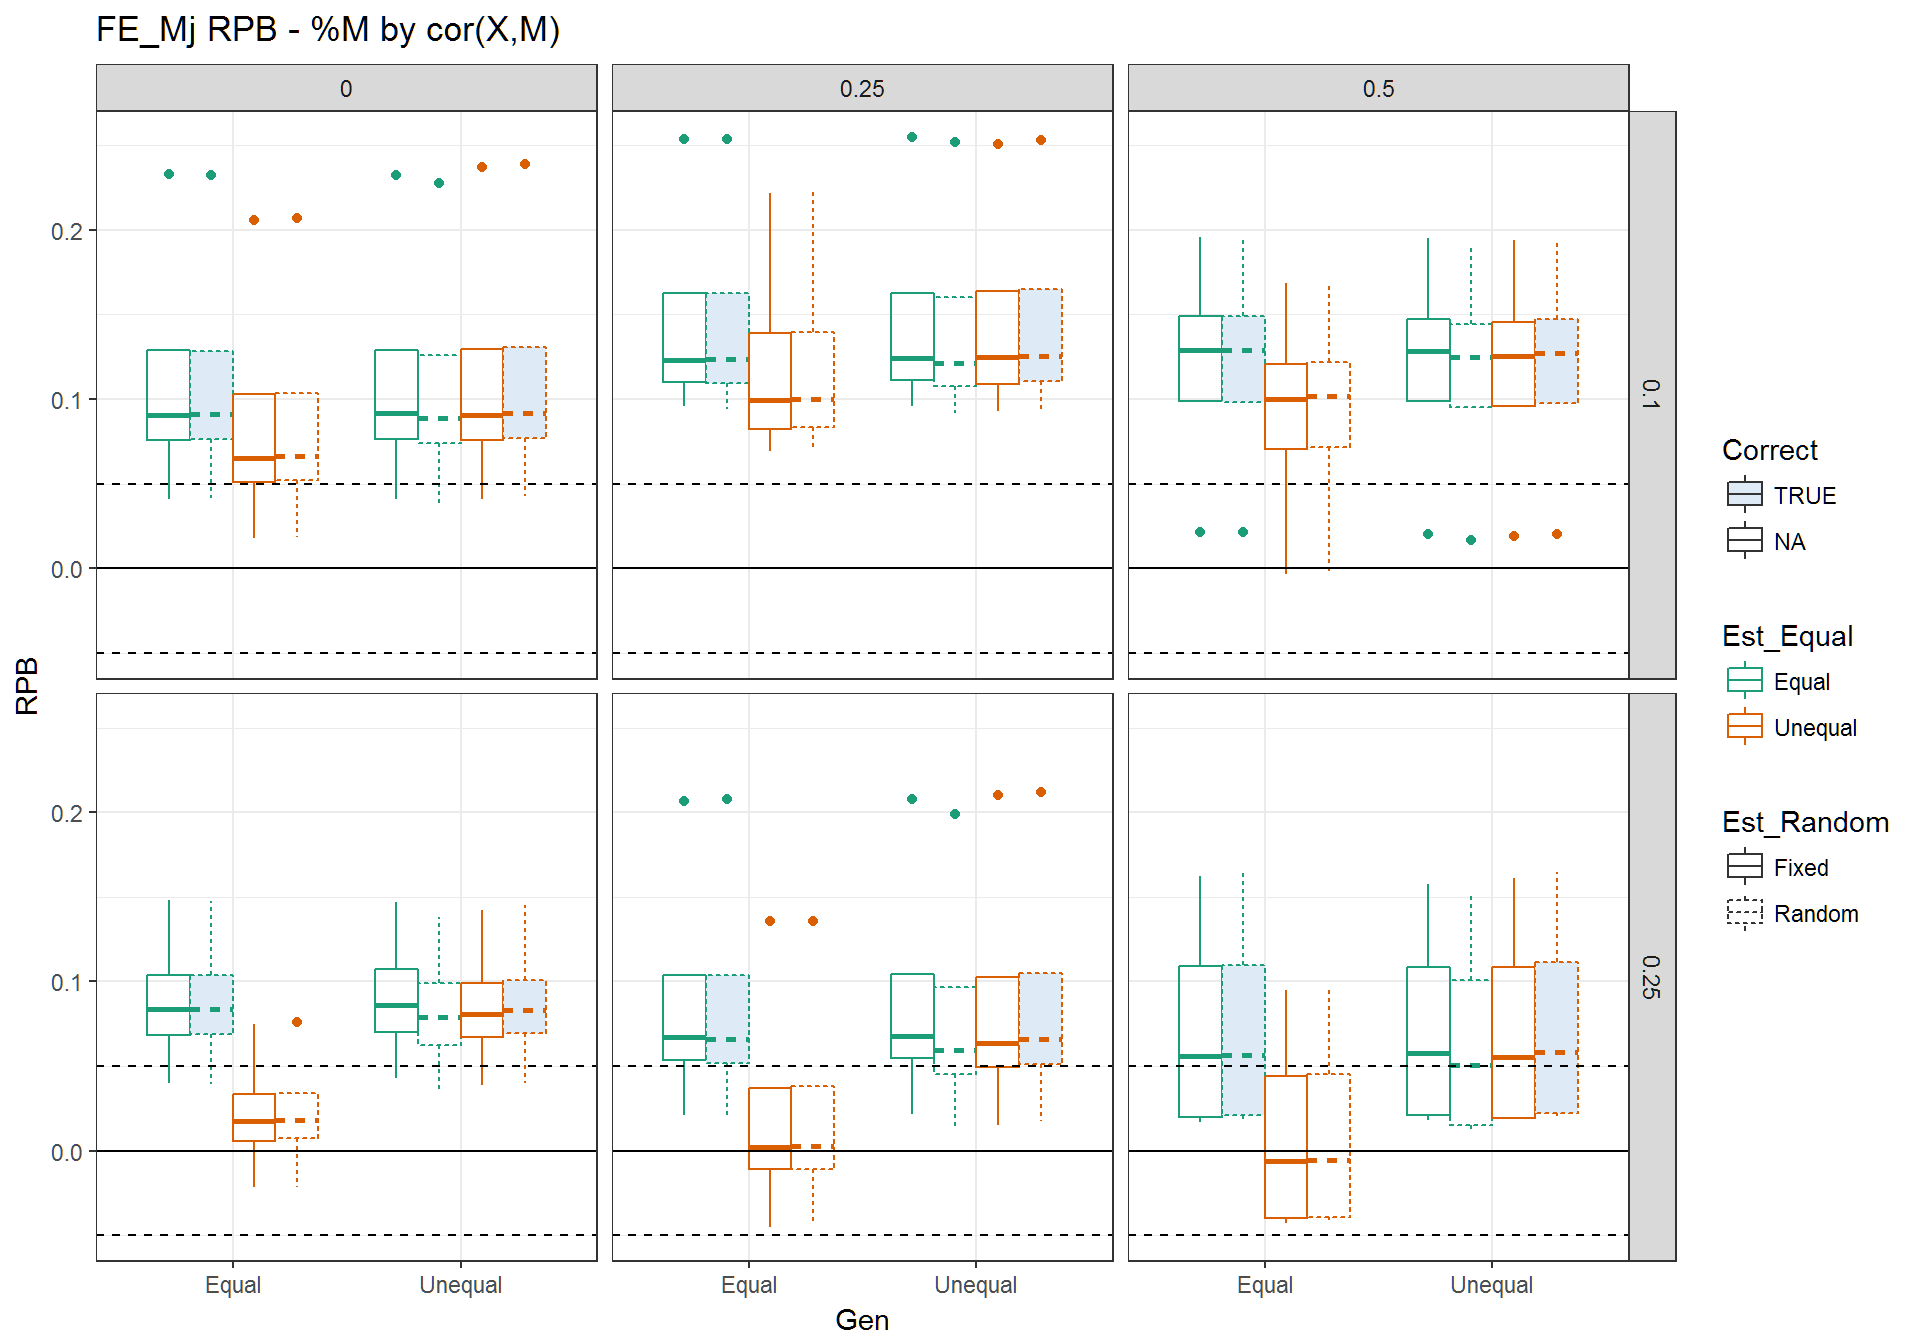 FE_Mj RPB - %M by cor(X,M)
0
0.25
0.5
0.2
0.1
0.0
0.1
0.2
0.1
0.0
0.25
RPB
Equal
Unequal
Equal
Unequal
Equal
Unequal
Gen
Correct
TRUE
NA
Est_Equal
Equal
Unequal
Est_Random
Fixed
Random